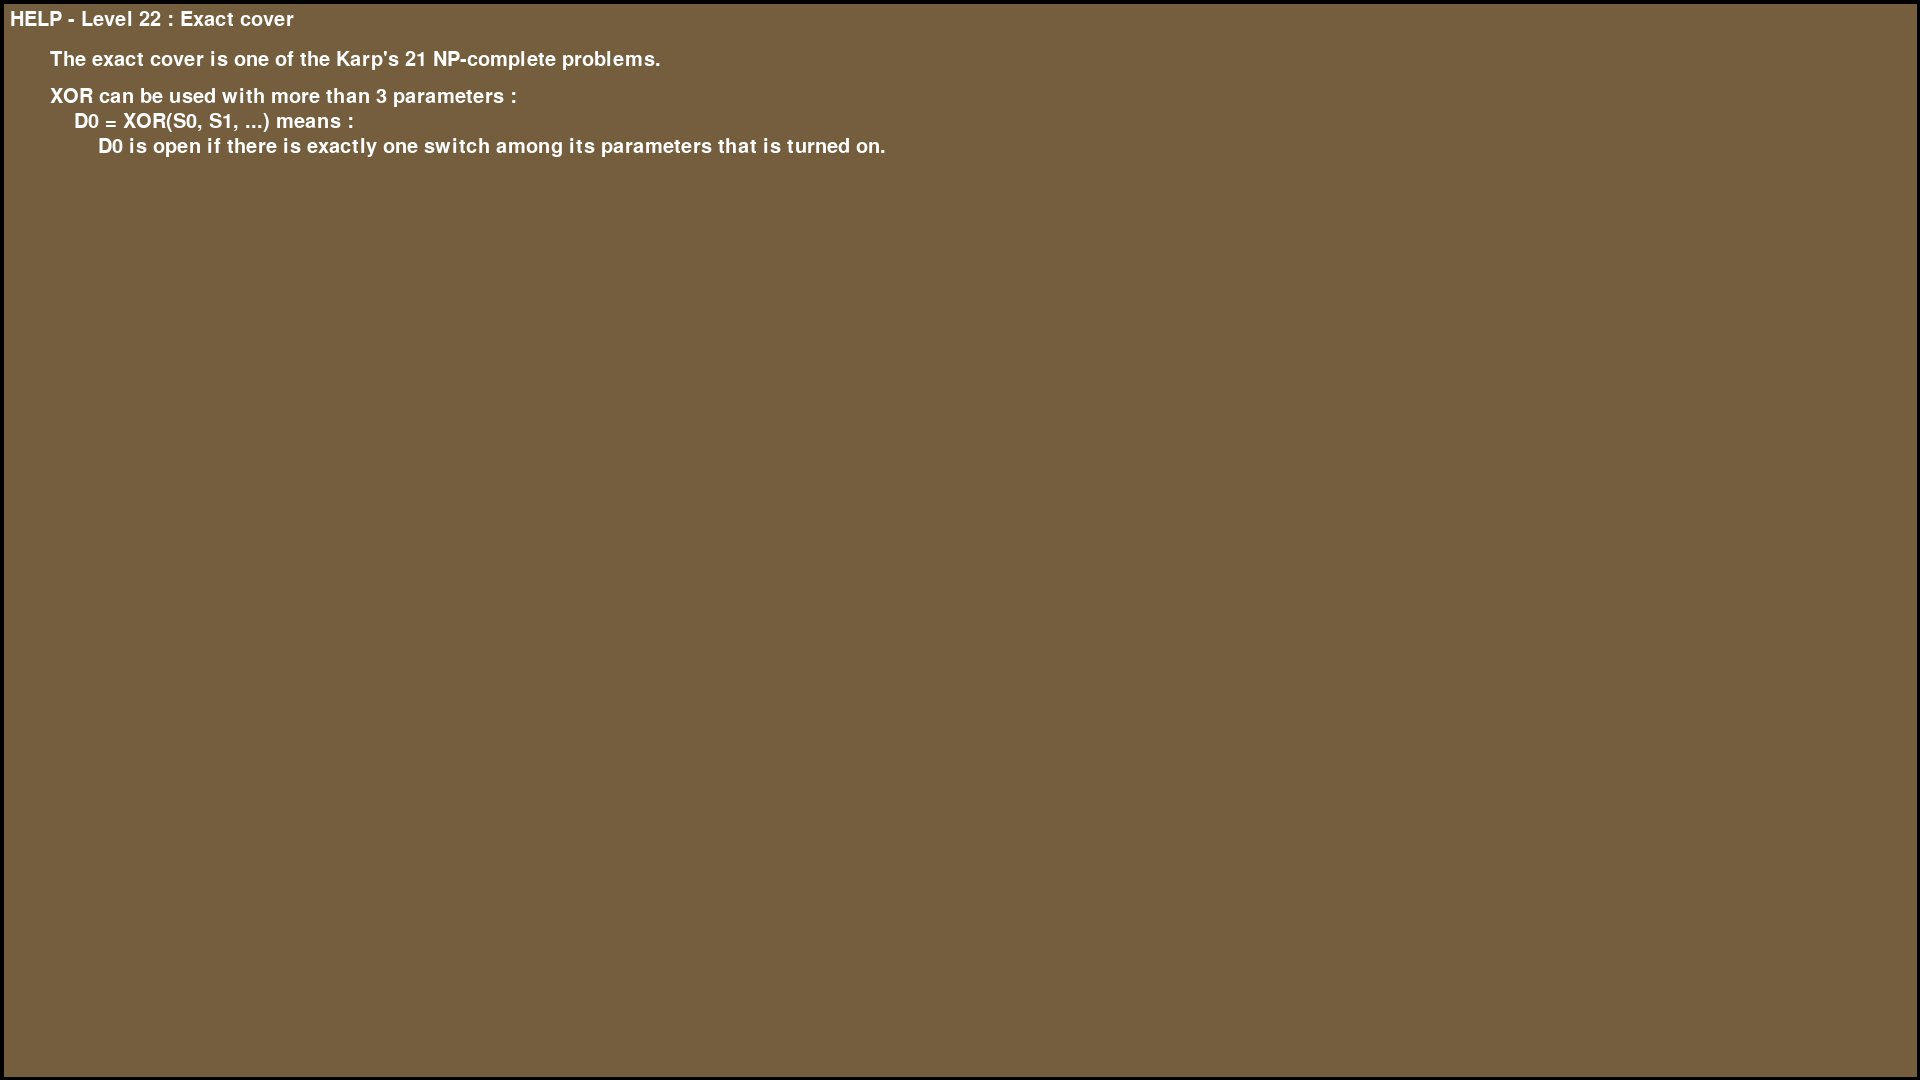 HELP - Level 22 : Exact cover
The exact cover is one of the Karp's 21 NP-complete problems.
XOR can be used with more than 3 parameters :
D0 = XOR(S0, S1, ...) means :
D0 is open if there is exactly one switch among its parameters that is turned on.